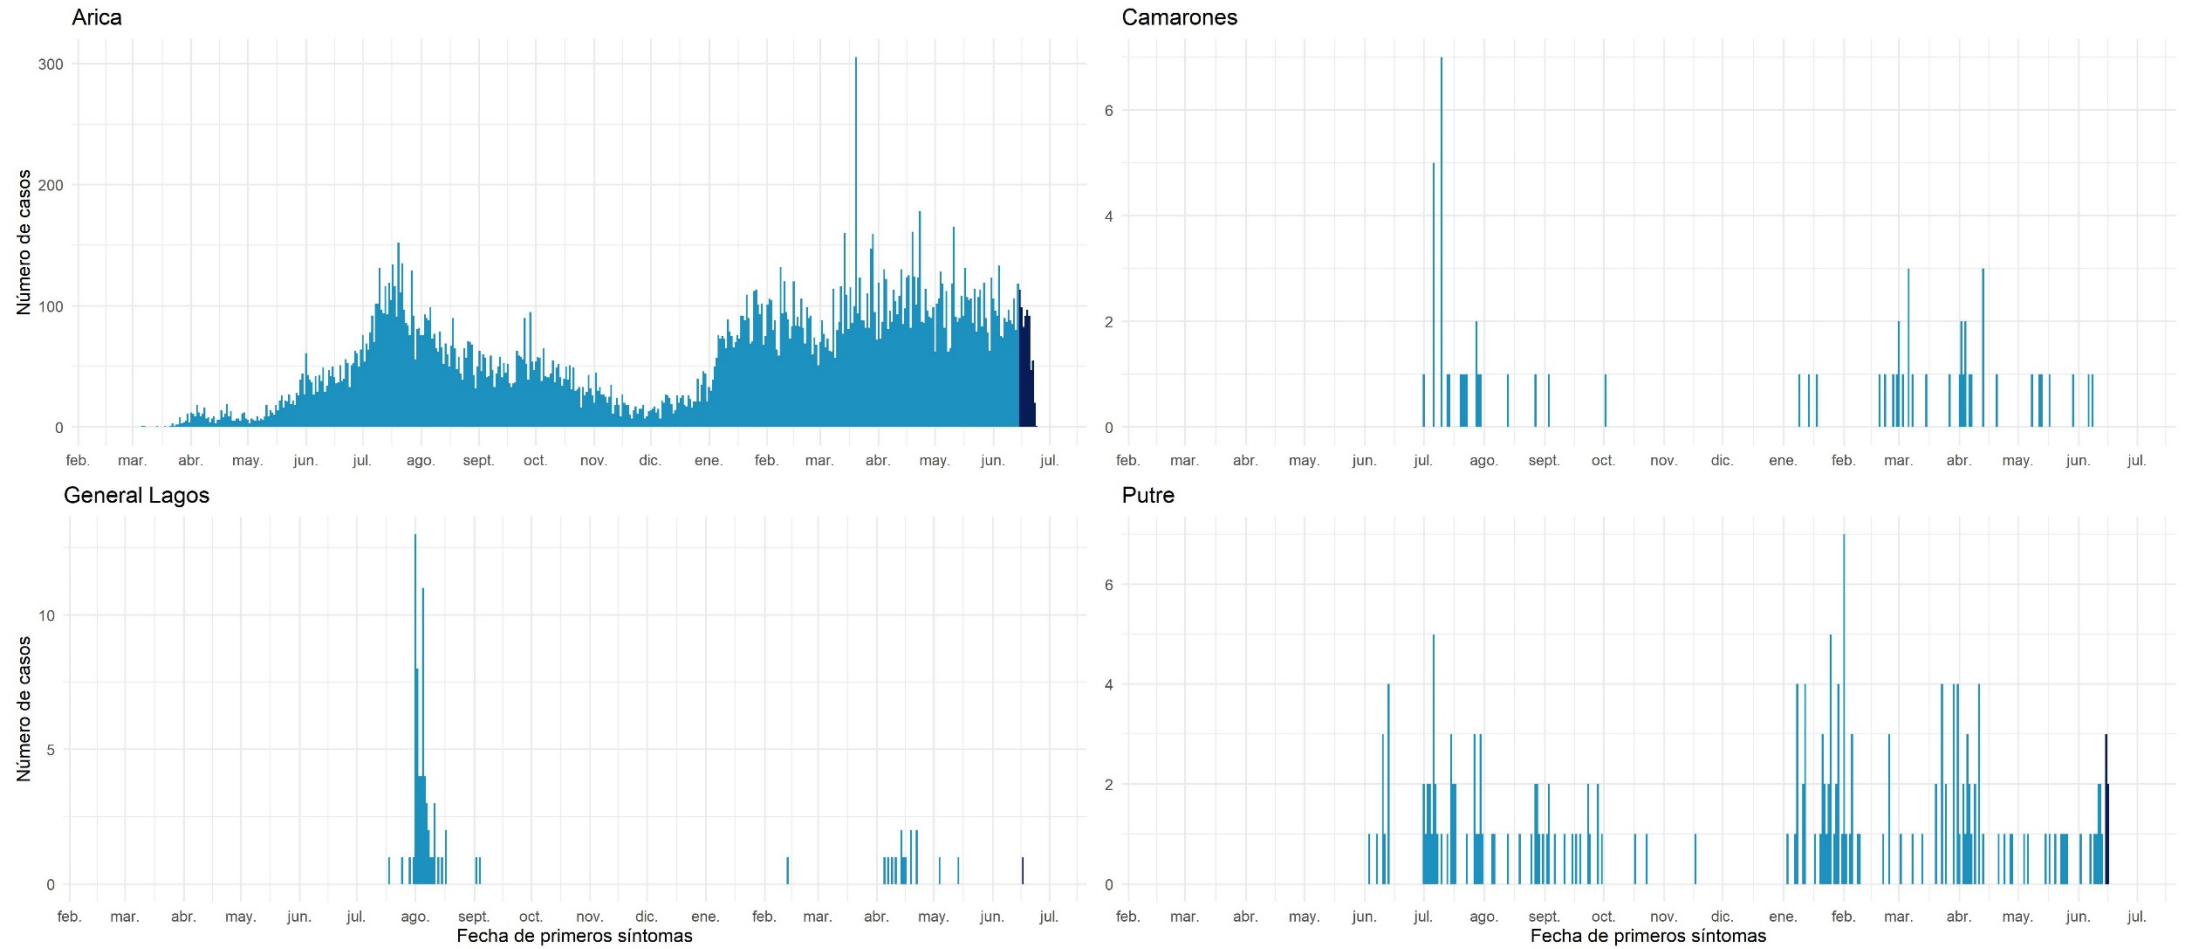 Arica
Número de casos
300
200
100
0
feb. mar. abr. may. jun. jul. ago. sept. oct. nov. dic. ene. feb. mar. abr. may. jun. jul.
Camarones
6
4
2
0
feb. mar. abr. may. jun. jul. ago. sept. oct. nov. dic. ene. feb. mar. abr. may. jun. jul.
General Lagos
Número de casos
10
5
0
feb. mar. abr. may. jun. jul. ago. sept. oct. nov. dic. ene. feb. mar. abr. may. jun. jul.
Fecha de primeros síntomas
Putre
6
4
2
0
feb. mar. abr. may. jun. jul. ago. sept. oct. nov. dic. ene. feb. mar. abr. may. jun. jul.
Fecha de primeros síntomas